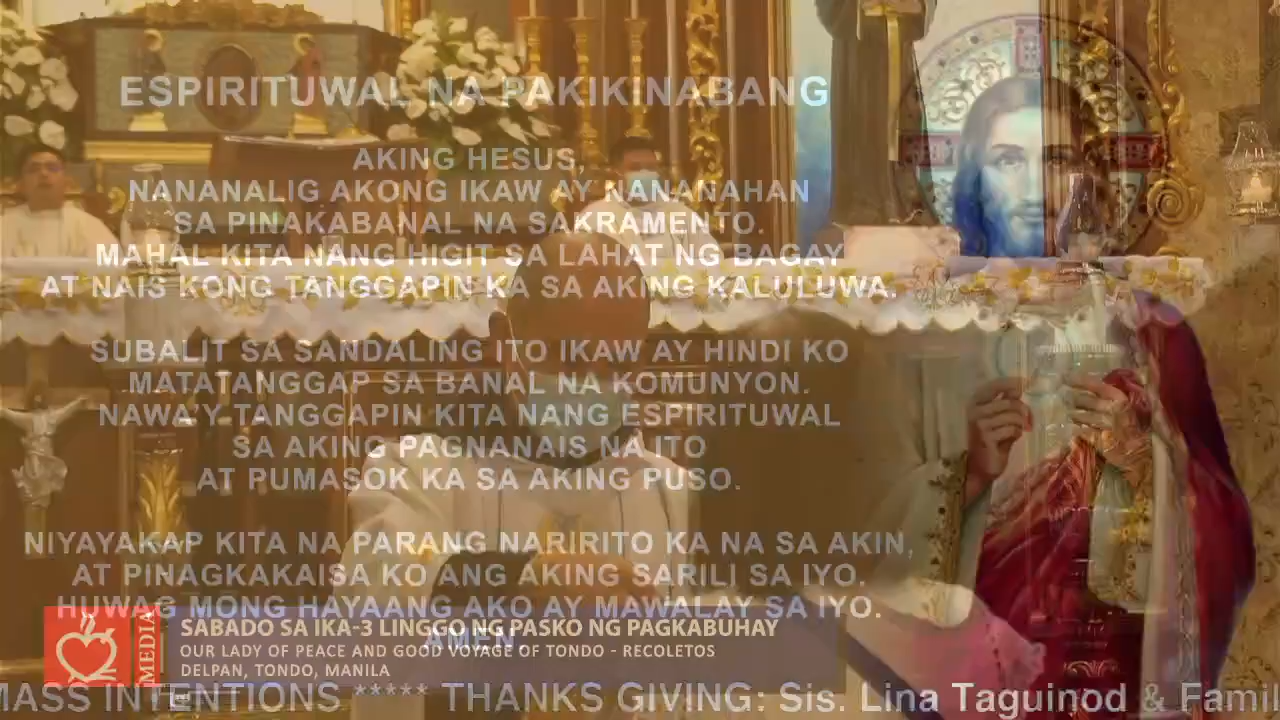 ESPIRITUWAL NA PAKIKINABANG
AKING HESUS,
NANANALIG AKONG IKAW AY NANANAHAN
SA PINAKABANAL NA SAKRAMENTO.
MAHAL KITA NANG HIGIT SA LAHAT NG BAGAY
AT NAIS KONG TANGGAPIN KA SA AKING KALULUWA.
SUBALIT SA SANDALING ITO IKAW AY HINDI KO
MATATANGGAP SA BANAL NA KOMUNYON.
NAWA'Y TANGGAPIN KITA NANG ESPIRITUWAL
SA AKING PAGNANAIS NA ITO
AT PUMASOK KA SA AKING PUSO.
NIYAYAKAP KITA NA PARANG NARIRITO KA NA SA AKIN,
AT PINAGKAKAISA KO ANG AKING SARILI SA IYO.
HUWAG MONG HAYAANG AKO AY MAWALAY SA IYO.
AMEN.
MEDIA
SABADO SA IKA-3 LINGGO NG PASKO NG PAGKABUHAY
OUR LADY OF PEACE AND GOOD VOYAGE OF TONDO - RECOLETOS
DELPAN, TONDO, MANILA
MASS INTENTIONS ***** THANKS GIVING: Sis. Lina Taguinod & Famil